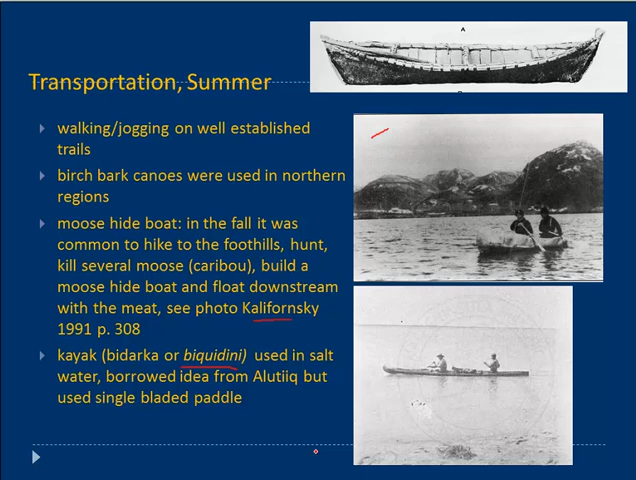 A
Transportation, Summer
walking/jogging on well established
trails
birch bark canoes were used in northern
regions
moose hide boat: in the fall it was
common to hike to the foothills, hunt,
kill several moose (caribou), build a
moose hide boat and float downstream
with the meat, see photo Kalifornsky
1991 p. 308
kayak (bidarka or biquidini) used in salt
water, borrowed idea from Alutiiq but
used single bladed paddle